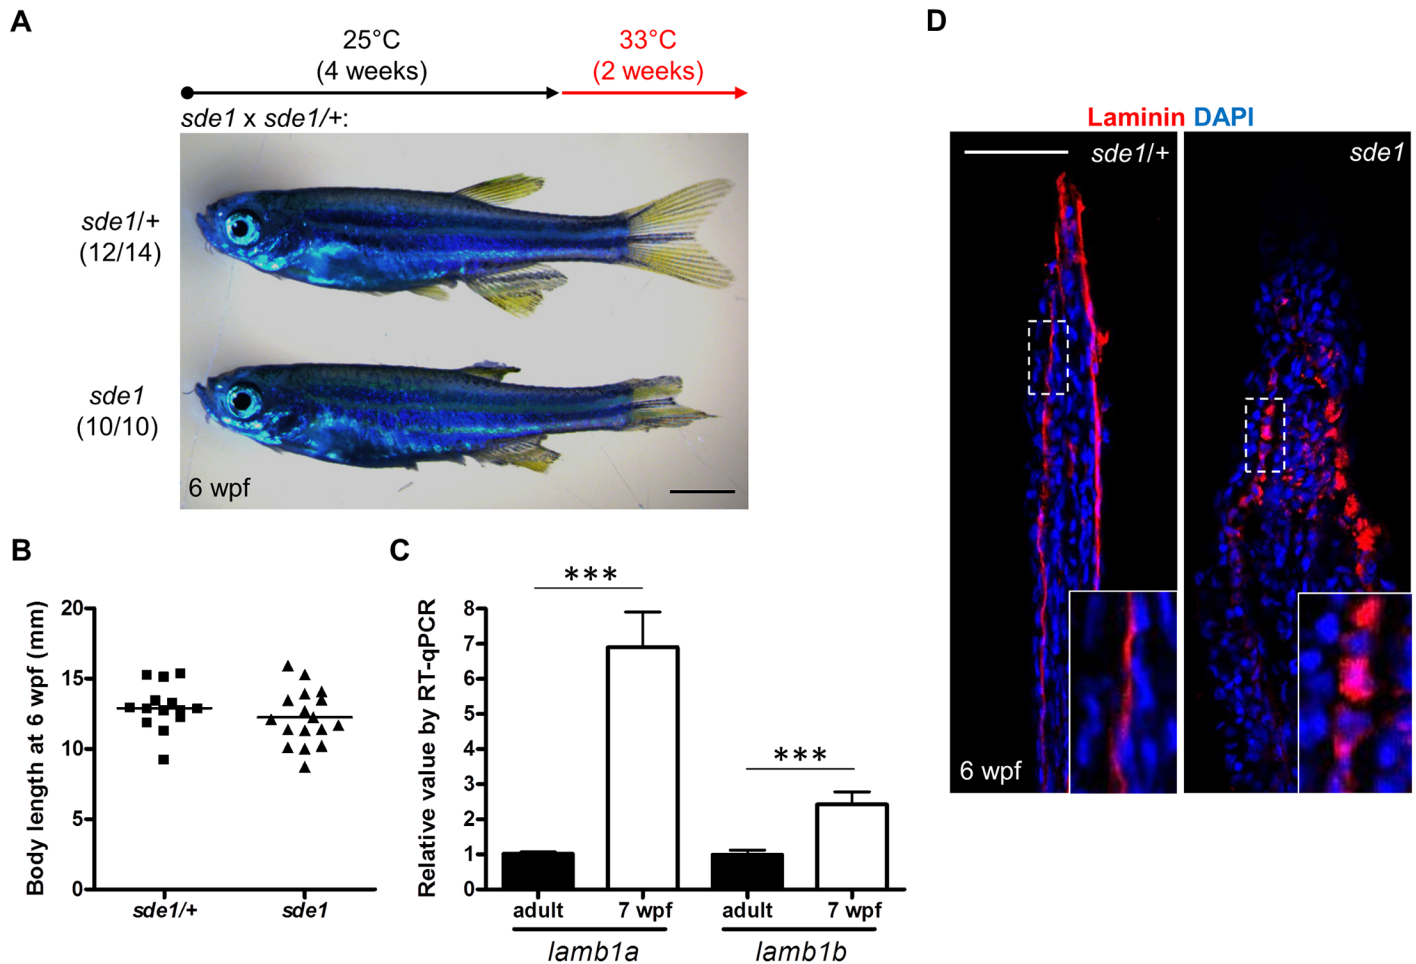 A
25°C
(4 weeks)
33°C
(2 weeks)
sde1 x sde1/+:
sde1/+
(12/14)
sde1
(10/10)
6 wpf
B
Body length at 6 wpf (mm)
20
15
10
5
0
sde1/+
sde1
C
Relative value by RT-qPCR
8
7
6
5
4
3
2
1
0
***
***
adult
7 wpf
adult
7 wpf
lamb1a
lamb1b
D
Laminin DAPI
sde1/+
sde1
6 wpf